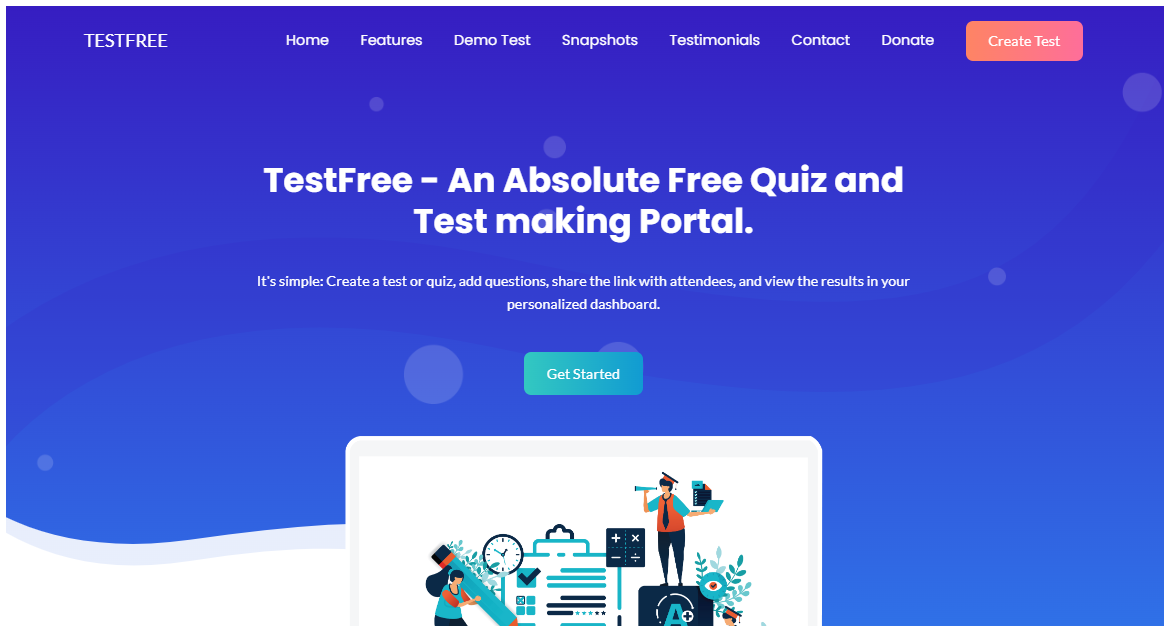 TESTFREE
Home Features Demo Test Snapshots Testimonials Contact Donate Create Test
TestFree - An Absolute Free Quiz and
Test making Portal.
It's simple: Create a test or quiz, add questions, share the link with attendees, and view the results in your
personalized dashboard.
Get Started
A